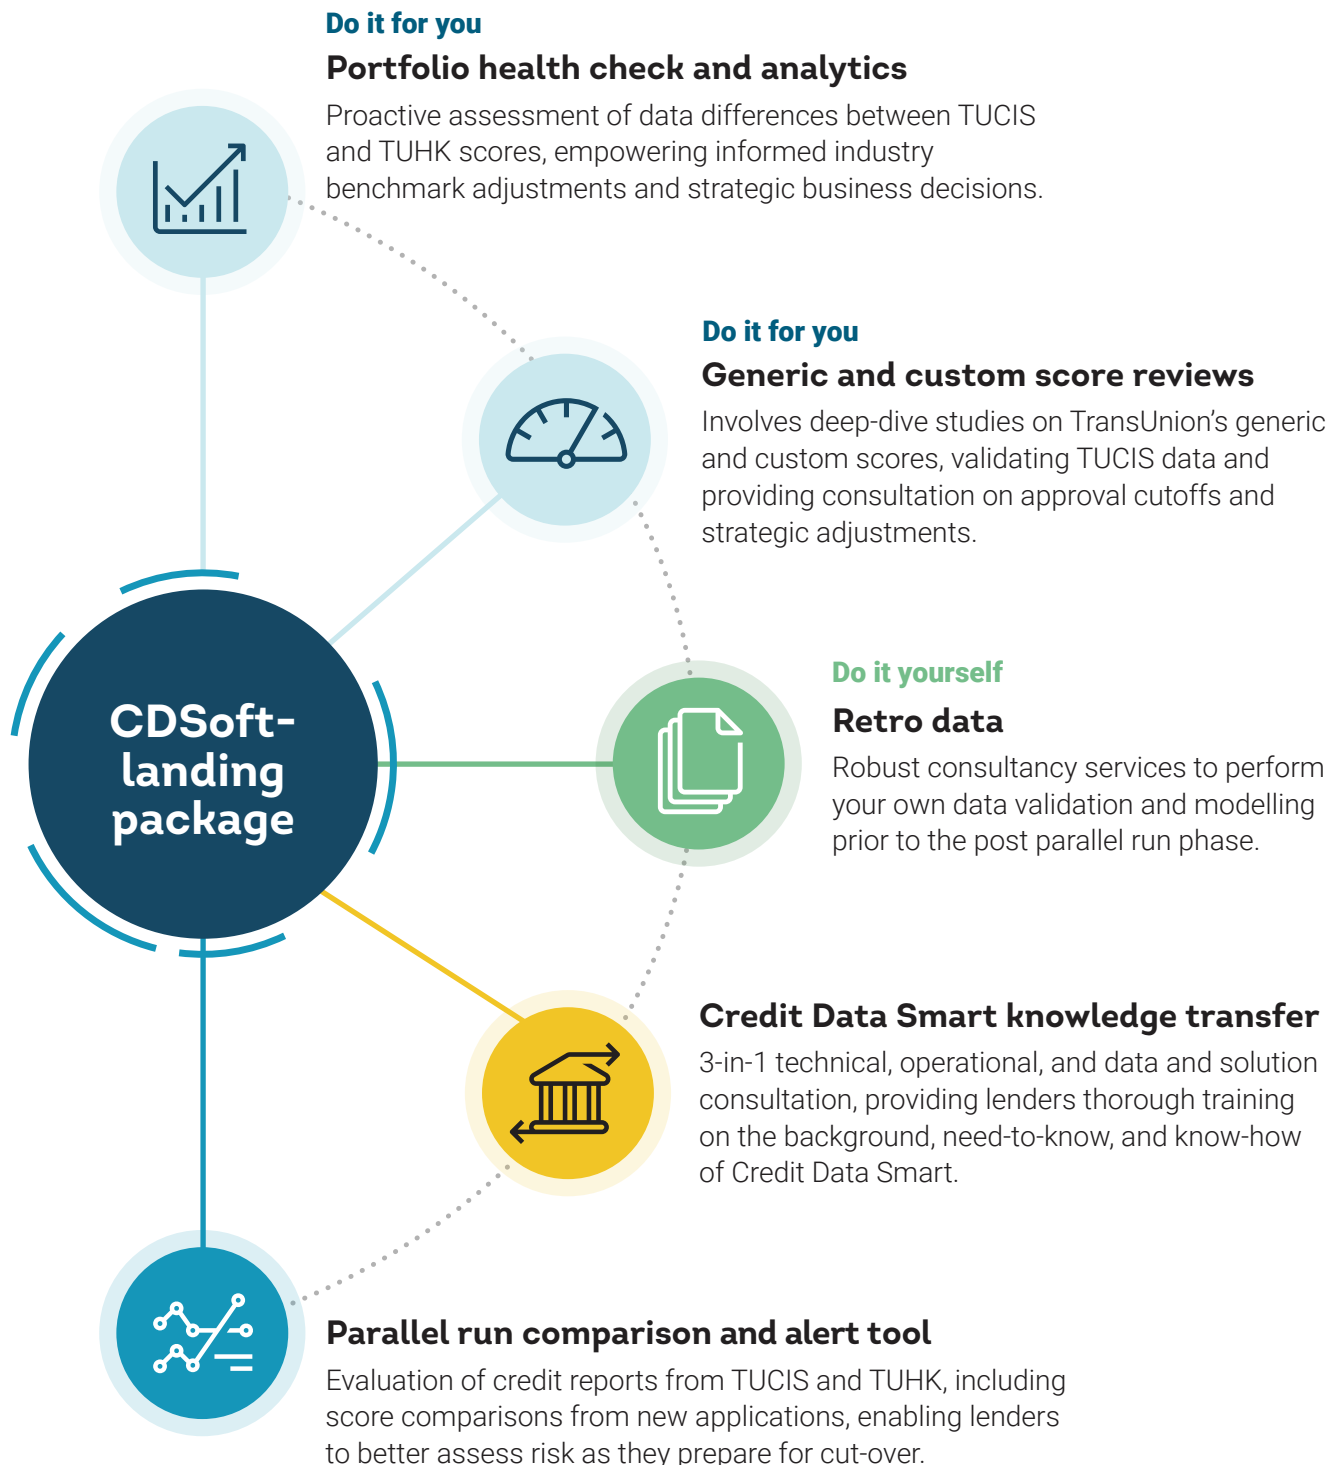 Do it for you
Portfolio health check and analytics
Proactive assessment of data differences between TUCIS
and TUHK scores, empowering informed industry
benchmark adjustments and strategic business decisions.
Do it for you
Generic and custom score reviews
Involves deep-dive studies on TransUnion's generic
and custom scores, validating TUCIS data and
providing consultation on approval cutoffs and
strategic adjustments.
CDSoft-
landing
package
Do it yourself
Retro data
Robust consultancy services to perform
your own data validation and modelling
prior to the post parallel run phase.
Credit Data Smart knowledge transfer
3-in-1 technical, operational, and data and solution
consultation, providing lenders thorough training
on the background, need-to-know, and know-how
of Credit Data Smart.
Parallel run comparison and alert tool
Evaluation of credit reports from TUCIS and TUHK, including
score comparisons from new applications, enabling lenders
to better assess risk as they prepare for cut-over.